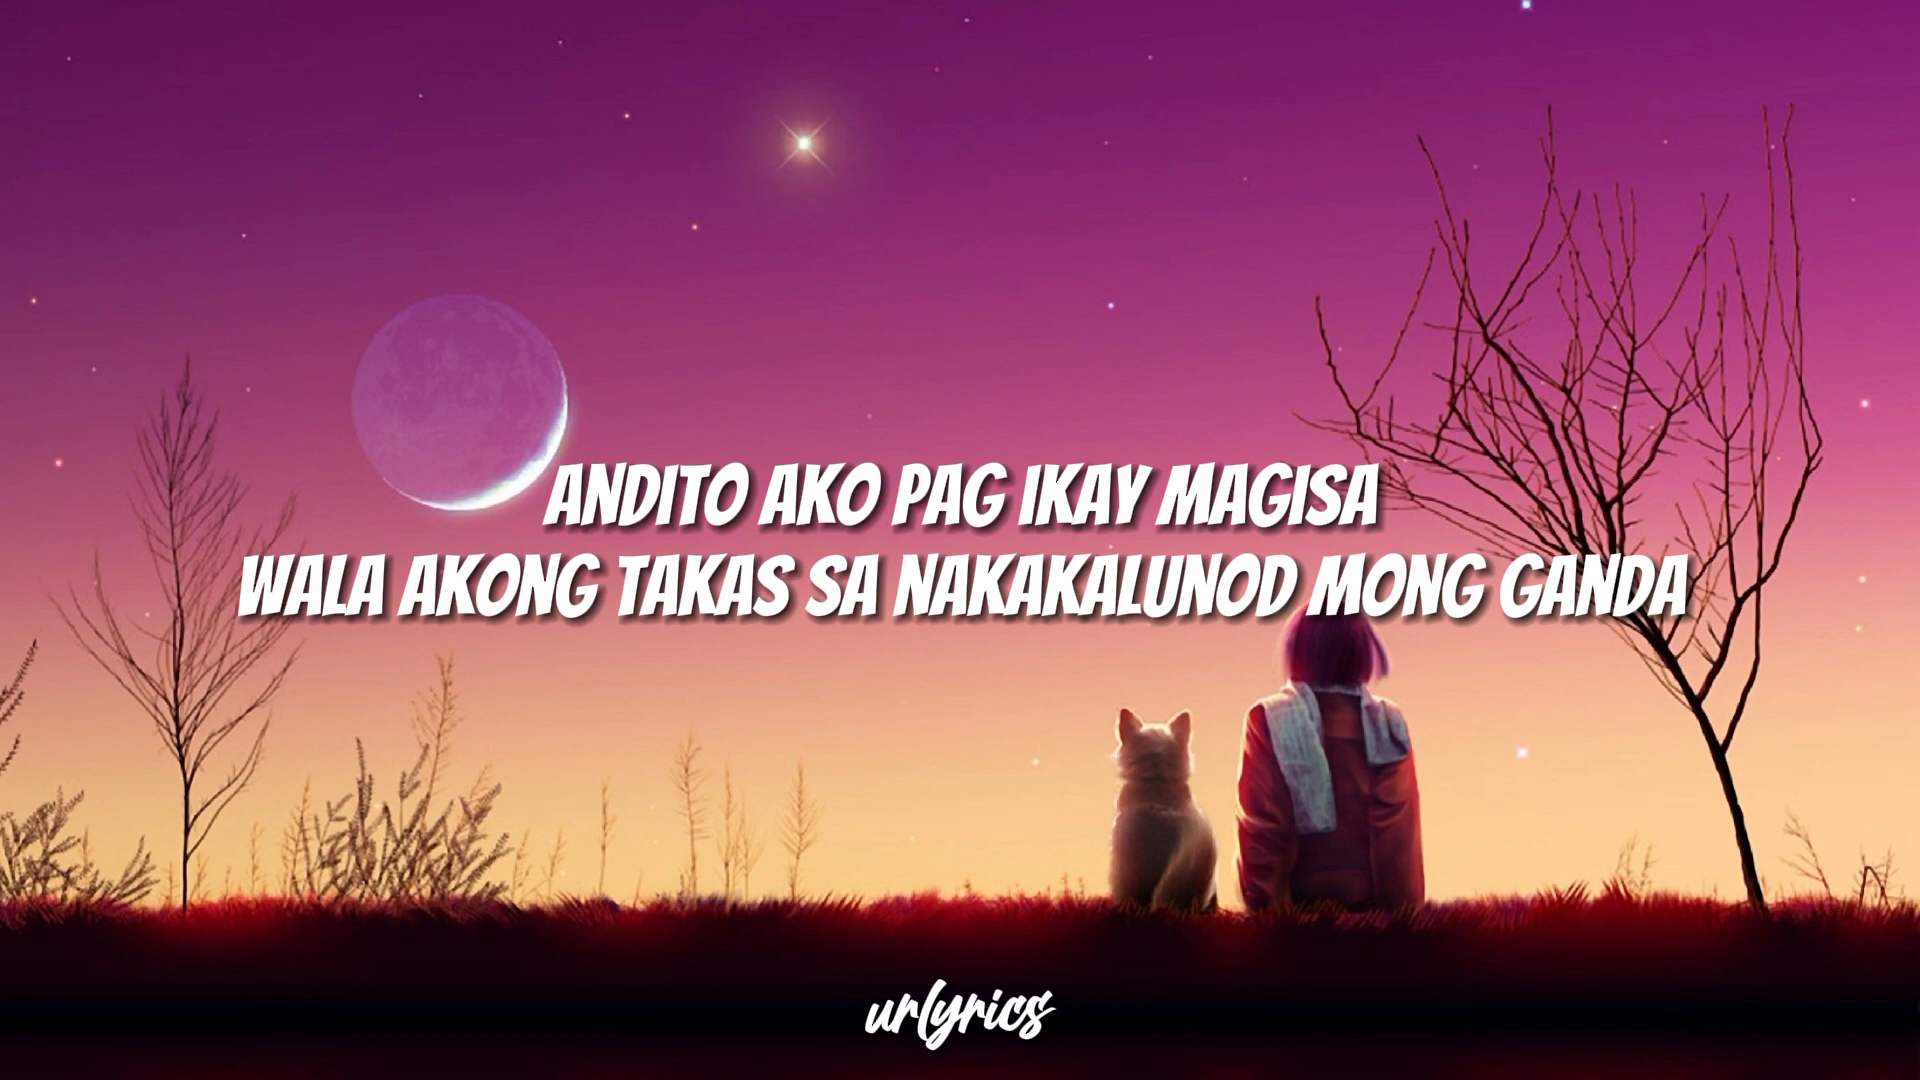 ANDITO AKO PAG IKAY MAGISA
WALA AKONG TAKAS SA NAKAKALUNOD MONG GANDA
urlyrics